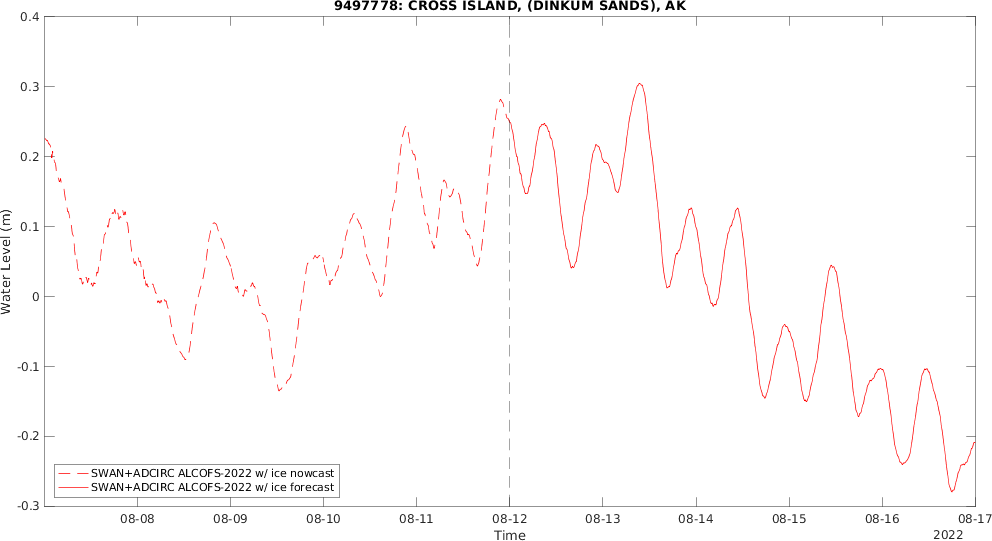 9497778: CROSS ISLAND, (DINKUM SANDS), AK
0.4
0.3
0.2
0.1
0
-0.1
-0.2
-0.3
Water Level (m)
SWAN+ADCIRC ALCOFS-2022 w/ ice nowcast
SWAN+ADCIRC ALCOFS-2022 w/ ice forecast
08-08 08-09 08-10 08-11 08-12 08-13 08-14 08-15 08-16 08-17
Time
2022